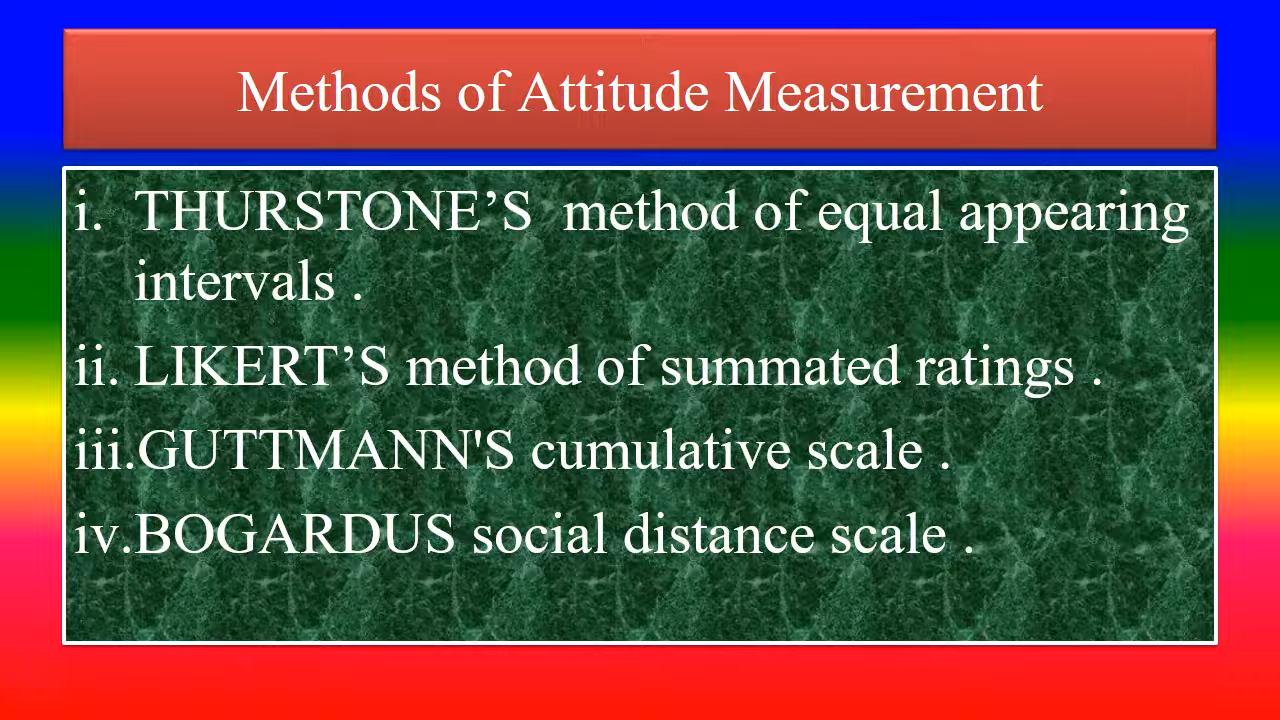 Methods of Attitude Measurement
i. THURSTONE’S method of equal appearing
intervals .
ii. LIKERT’S method of summated ratings .
iii.GUTTMANN'S cumulative scale .
iv.BOGARDUS social distance scale .